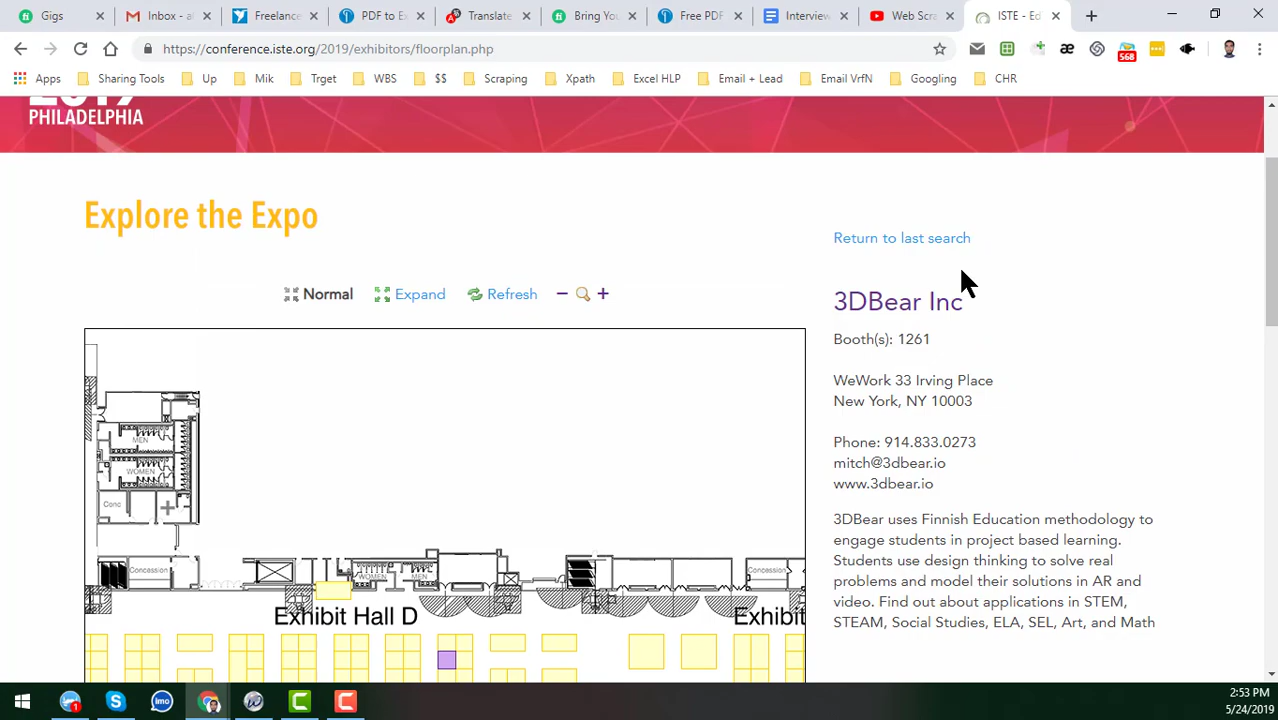 Gigs
Inbox - a
Freelance
PDF to E
Translate
Bring You
Free PDF
Interview
Web Scra
ISTE - Ed
https://conference.iste.org/2019/exhibitors/floorplan.php
568
Apps
Sharing Tools
Up
Mik
Trget
WBS
$$
Scraping
Xpath
Excel HLP
Email + Lead
Email VrfN
Googling
CHR
PHILADELPHIA
Explore the Expo
Return to last search
Normal
Expand
Refresh
3DBear Inc
Booth(s): 1261
WeWork 33 Irving Place
New York, NY 10003
Phone: 914.833.0273
mitch@3dbear.io
www.3dbear.io
3DBear uses Finnish Education methodology to
engage students in project based learning.
Students use design thinking to solve real
problems and model their solutions in AR and
video. Find out about applications in STEM,
STEAM, Social Studies, ELA, SEL, Art, and Math
MEN
WOMEN
Conc
Concession
WOMEN
MEN
Concession
Exhibit Hall D
Exhibit
2:53 PM
5/24/2019